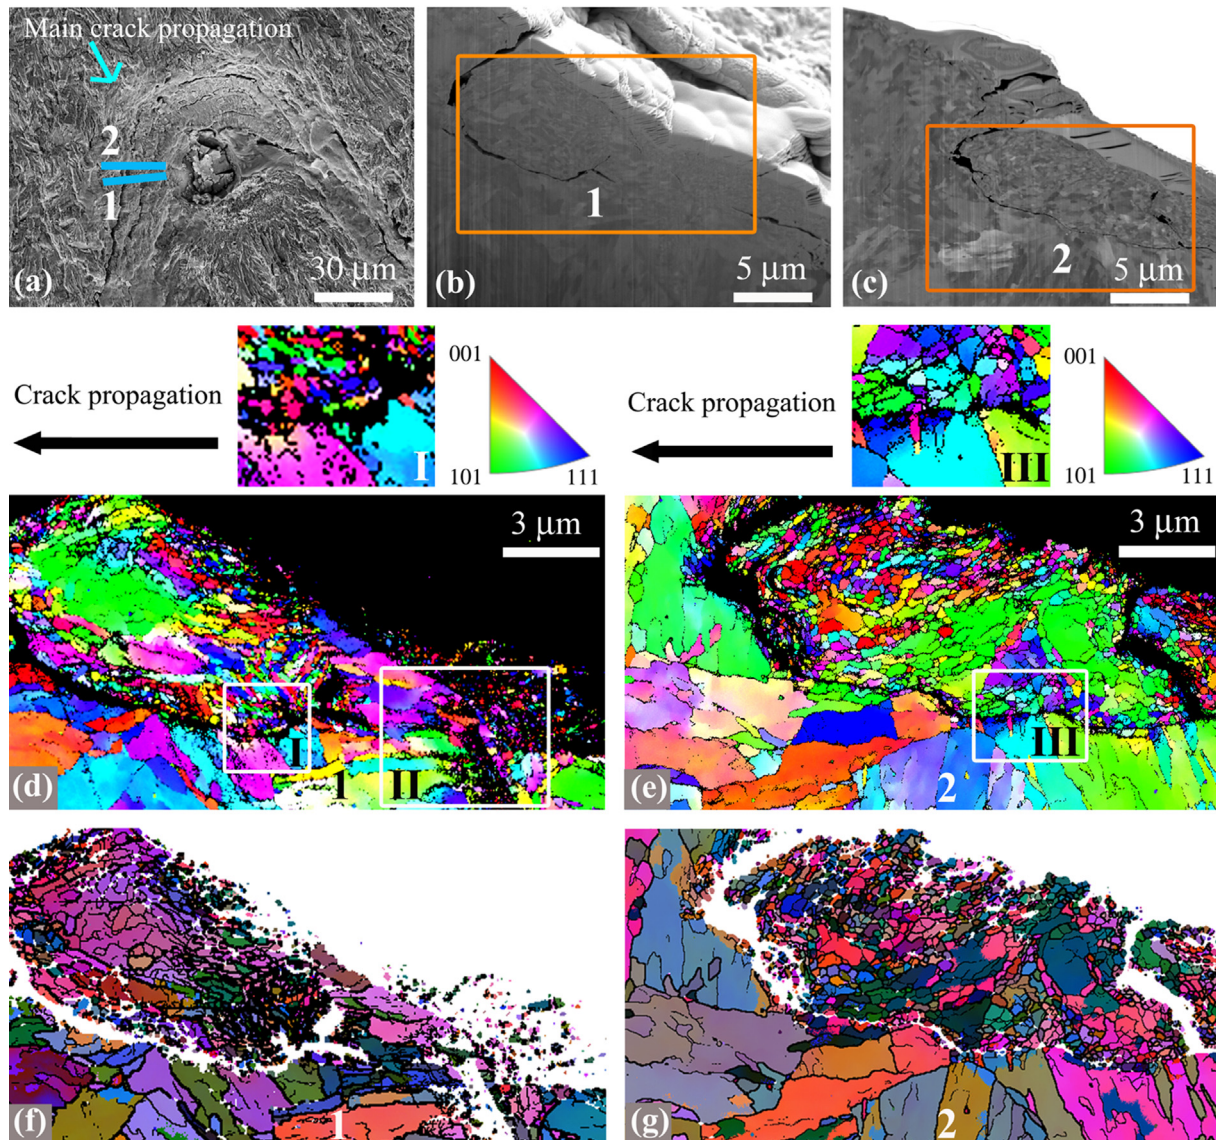 Main crack propagation
2
1
(a)
30 μm
1
(b)
5 μm
2
(c)
5 μm
Crack propagation
I
001
101
111
Crack propagation
III
001
101
111
3 μm
I
1
II
(d)
3 μm
III
2
(e)
1
(f)
2
(g)